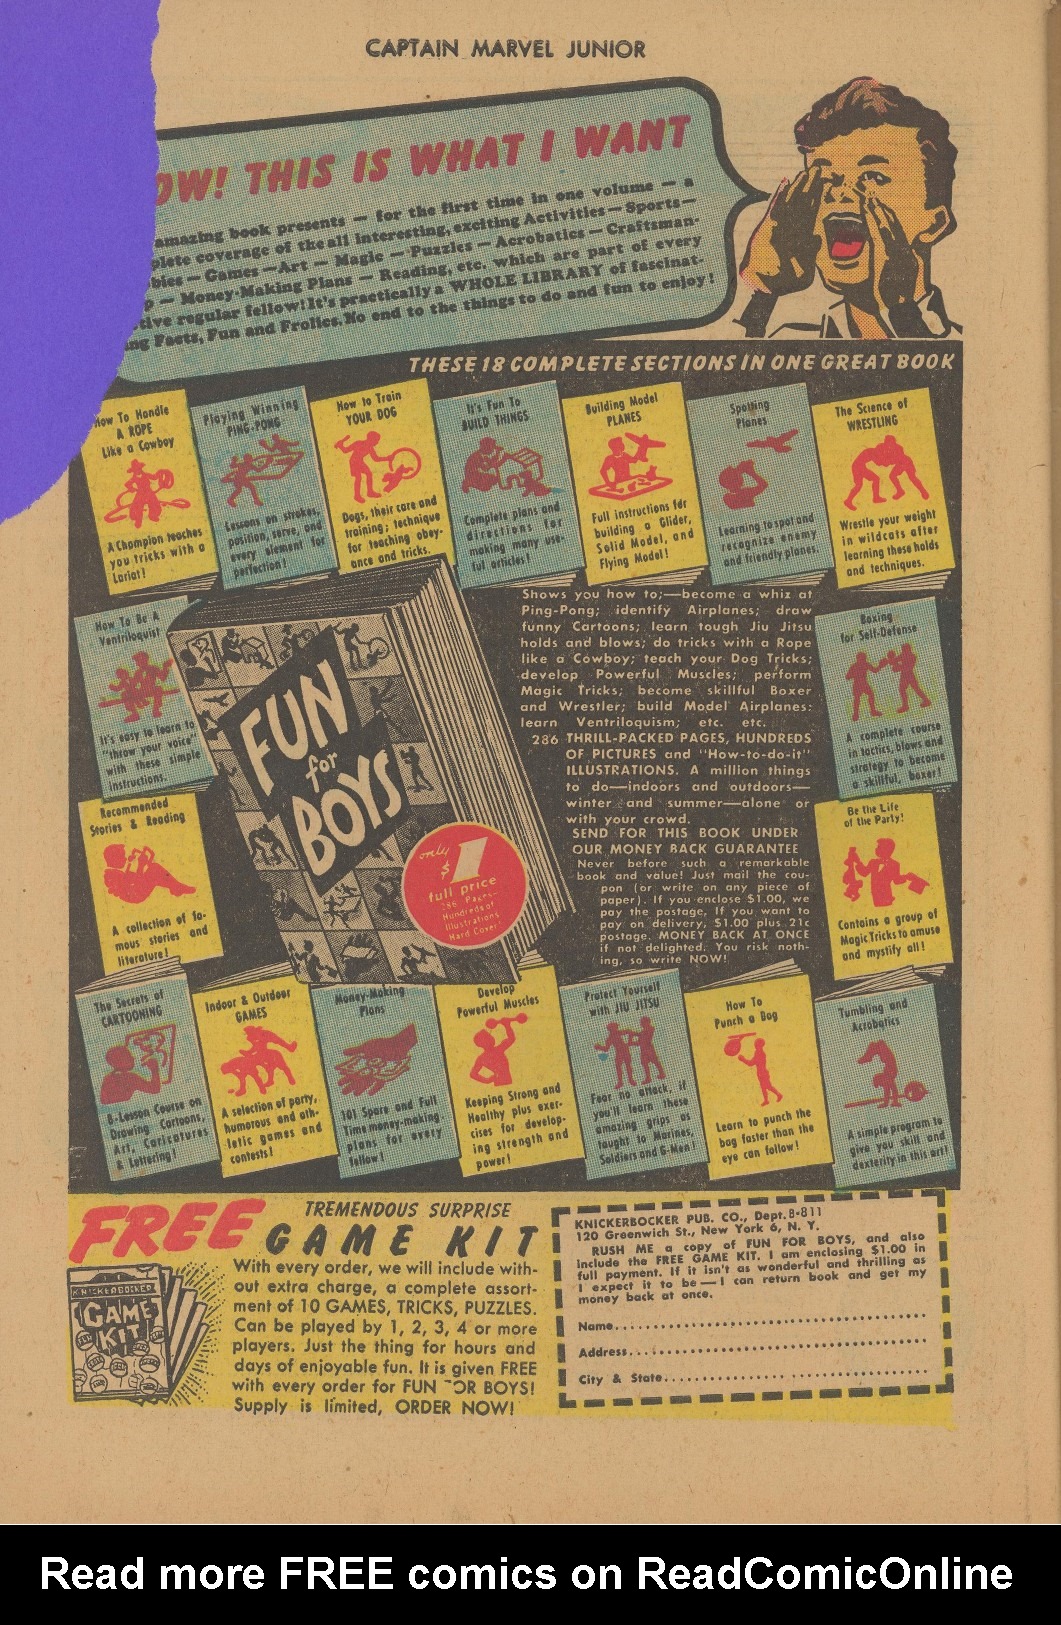 CAPTAIN MARVEL JUNIOR
OW! THIS IS WHAT I WANT
amazing book presents — for the first time in one volume — a
plete coverage of the all interesting, exciting Activities — Sports —
bies — Games — Art — Magic — Puzzles — Acrobatics — Craftsman-
p — Money-Making Plans — Reading, etc. which are part of every
tive regular fellow! It's practically a WHOLE LIBRARY of fascinat-
ng Facts, Fun and Frolics. No end to the things to do and fun to enjoy!
THESE 18 COMPLETE SECTIONS IN ONE GREAT BOOK
How To Handle
A ROPE
Like a Cowboy
A Champion teaches
you tricks with a
Lariat!
Playing Winning
PING-PONG
Lessons on strokes,
position, serve, and
every element for
perfection!
How to Train
YOUR DOG
Dogs, their care and
training; technique
for teaching obey-
ance and tricks.
It's Fun To
BUILD THINGS
Complete plans and
directions for
making many use-
ful articles!
Building Model
PLANES
Full instructions for
building a Glider,
Solid Model, and
Flying Model!
Spotting
Planes
Learning to spot and
recognize enemy
and friendly planes.
The Science of
WRESTLING
Wrestle your weight
in wildcats after
learning these holds
and techniques.
How To Be A
Ventriloquist
It's easy to learn to
"throw your voice"
with these simple
instructions.
FUN
for
BOYS
only
$1
full price
286 Pages—
Hundreds of
Illustrations
Hard Cover!
Shows you how to;—become a whiz at
Ping-Pong; identify Airplanes; draw
funny Cartoons; learn tough Jiu Jitsu
holds and blows; do tricks with a Rope
like a Cowboy; teach your Dog Tricks;
develop Powerful Muscles; perform
Magic Tricks; become skillful Boxer
and Wrestler; build Model Airplanes:
learn Ventriloquism; etc. etc.
286 THRILL-PACKED PAGES, HUNDREDS
OF PICTURES and "How-to-do-it"
ILLUSTRATIONS. A million things
to do—indoors and outdoors—
winter and summer—alone or
with your crowd.
SEND FOR THIS BOOK UNDER
OUR MONEY BACK GUARANTEE
Never before such a remarkable
book and value! Just mail the cou-
pon (or write on any piece of
paper). If you enclose $1.00, we
pay the postage. If you want to
pay on delivery, $1.00 plus 21c
postage. MONEY BACK AT ONCE
if not delighted. You risk noth-
ing, so write NOW!
Boxing
for Self-Defense
A complete course
in tactics, blows and
strategy to become
a skillful, boxer!
Recommended
Stories & Reading
A collection of fa-
mous stories and
literature!
Be the Life
of the Party!
Contains a group of
Magic Tricks to amuse
and mystify all!
The Secrets of
CARTOONING
8-Lesson Course on
Drawing Cartoons,
Art, Caricatures
& Lettering!
Indoor & Outdoor
GAMES
A selection of party,
humorous and ath-
letic games and
contests!
Money-Making
Plans
101 Spare and Full
Time money-making
plans for every
fellow!
Develop
Powerful Muscles
Keeping Strong and
Healthy plus exer-
cises for develop-
ing strength and
power!
Protect Yourself
with JIU JITSU
Fear no attack, if
you'll learn these
amazing grips as
taught to Marines,
Soldiers and G-Men!
How To
Punch a Bag
Learn to punch the
bag faster than the
eye can follow!
Tumbling and
Acrobatics
A simple program to
give you skill and
dexterity in this art!
FREE
TREMENDOUS SURPRISE
GAME KIT
KNICKERBOCKER
GAME
KIT
With every order, we will include with-
out extra charge, a complete assort-
ment of 10 GAMES, TRICKS, PUZZLES.
Can be played by 1, 2, 3, 4 or more
players. Just the thing for hours and
days of enjoyable fun. It is given FREE
with every order for FUN FOR BOYS!
Supply is limited, ORDER NOW!
KNICKERBOCKER PUB. CO., Dept. 8-811
120 Greenwich St., New York 6, N. Y.
RUSH ME a copy of FUN FOR BOYS, and also
include the FREE GAME KIT. I am enclosing $1.00 in
full payment. If it isn't as wonderful and thrilling as
I expect it to be — I can return book and get my
money back at once.
Name
Address
City & State
Read more FREE comics on ReadComicOnline